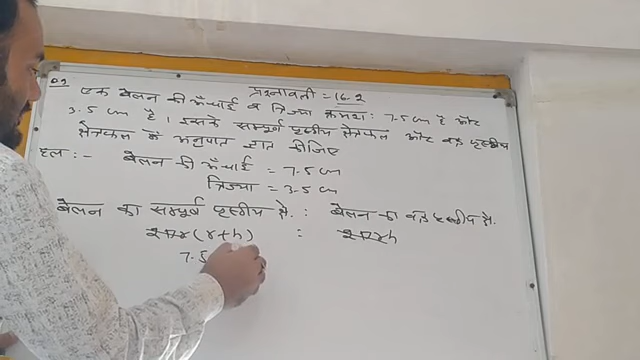 प्रश्नावली = 16.2
Q1 एक बेलन की ऊँचाई व त्रिज्या क्रमशः 7.5 cm है और
3.5 cm है। इसके सम्पूर्ण पृष्ठीय क्षेत्रफल और वक्र पृष्ठीय
क्षेत्रफल में अनुपात ज्ञात कीजिए
हल :- बेलन की ऊँचाई = 7.5 cm
त्रिज्या = 3.5 cm
बेलन का सम्पूर्ण पृष्ठीय क्षे. : बेलन का वक्र पृष्ठीय क्षे.
2πr(r+h) : 2πrh
7.5